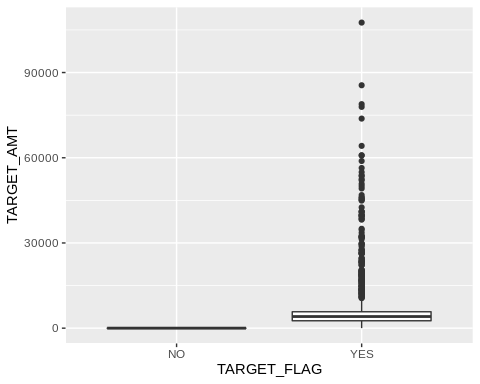 TARGET_AMT
90000
60000
30000
0
NO YES
TARGET_FLAG